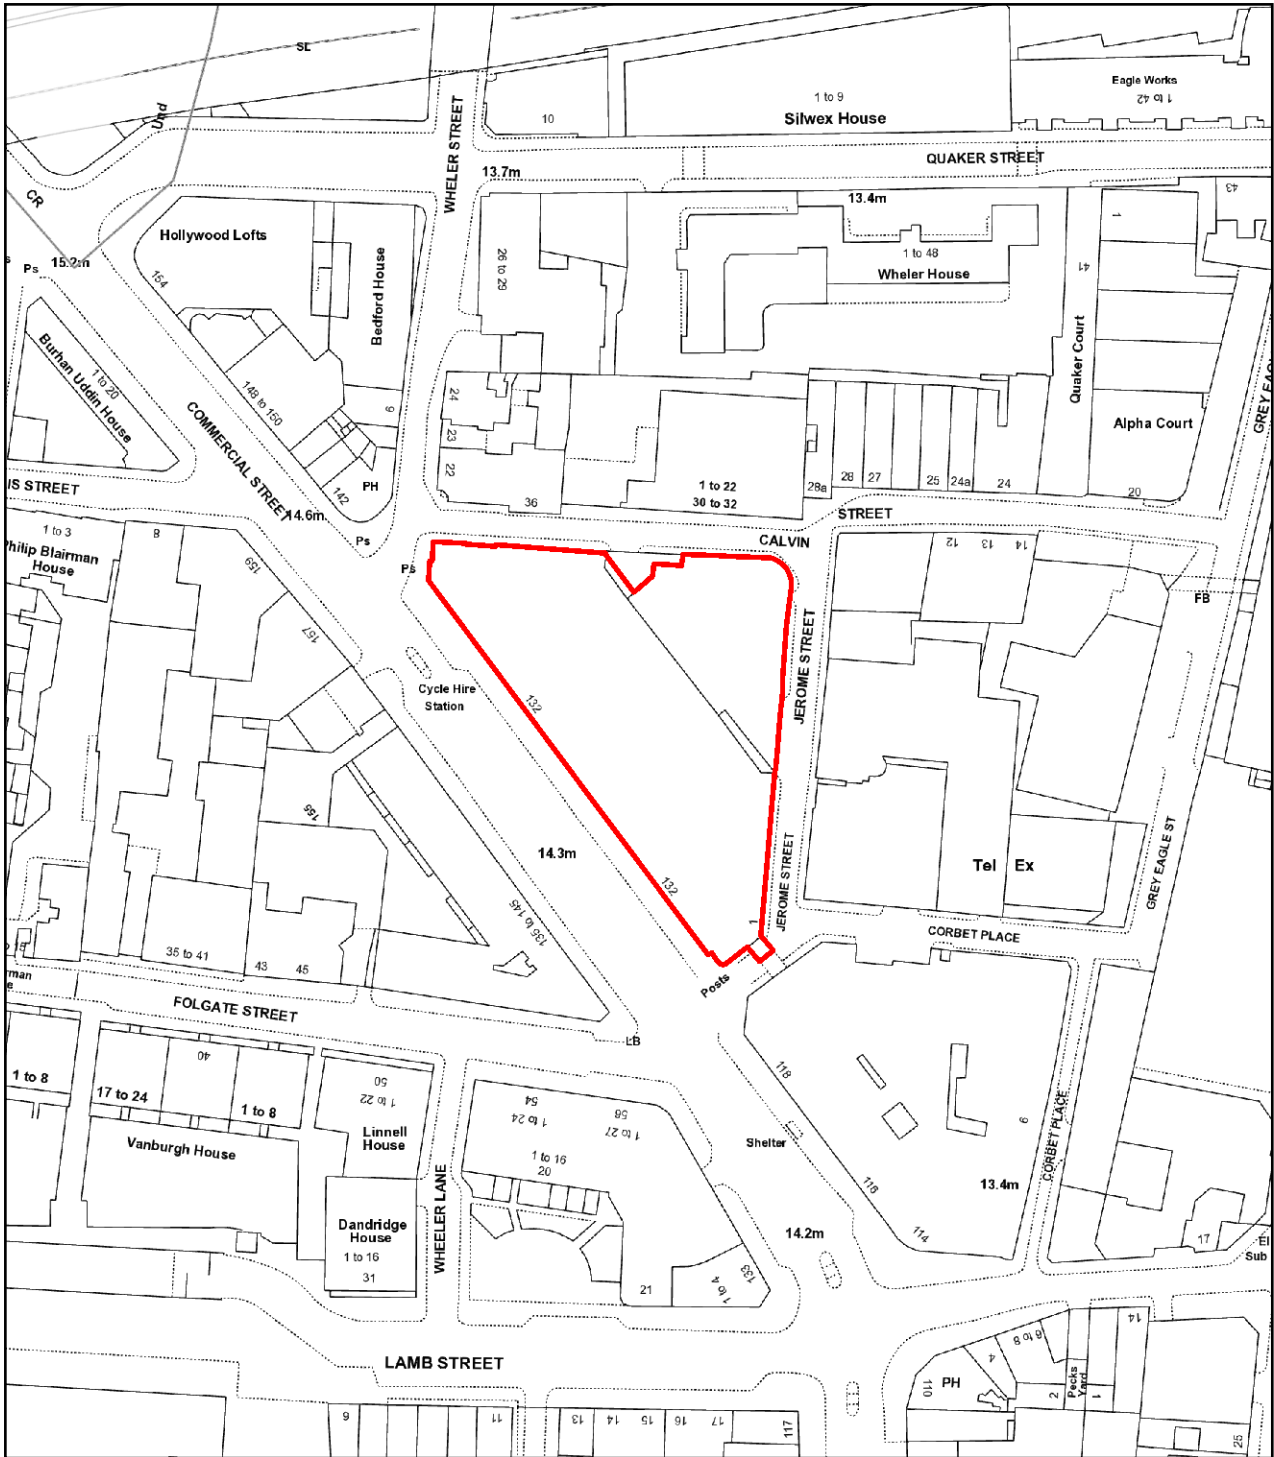 SL
Und
CR
Ps
15.2m
WHELER STREET
10
1 to 9
Silwex House
Eagle Works
1 to 42
QUAKER STREET
13.7m
13.4m
43
1
41
Hollywood Lofts
154
Bedford House
26 to 29
1 to 48
Wheler House
Quaker Court
Alpha Court
20
Burhan Uddin House
1 to 20
COMMERCIAL STREET
148 to 150
9
142
PH
24
23
22
36
1 to 22
30 to 32
28a
28
27
25
24a
24
IS STREET
14.6m
Ps
STREET
CALVIN
1 to 3
Philip Blairman
House
8
159
157
Ps
12
13
14
FB
JEROME STREET
Cycle Hire
Station
132
155
14.3m
132
JEROME STREET
Tel Ex
GREY EAGLE ST
135 to 145
1
CORBET PLACE
35 to 41
43
45
Posts
FOLGATE STREET
LB
1 to 8
17 to 24
40
1 to 8
Vanburgh House
50
1 to 22
Linnell
House
54
1 to 24
58
1 to 27
1 to 16
20
118
Shelter
116
114
6
CORBET PLACE
13.4m
Dandridge
House
1 to 16
31
WHEELER LANE
14.2m
21
1 to 4
133
17
El
Sub
LAMB STREET
PH
110
4
6 to 8
2
Pecks
Yard
1
14
25
11
13
14
15
16
17
117